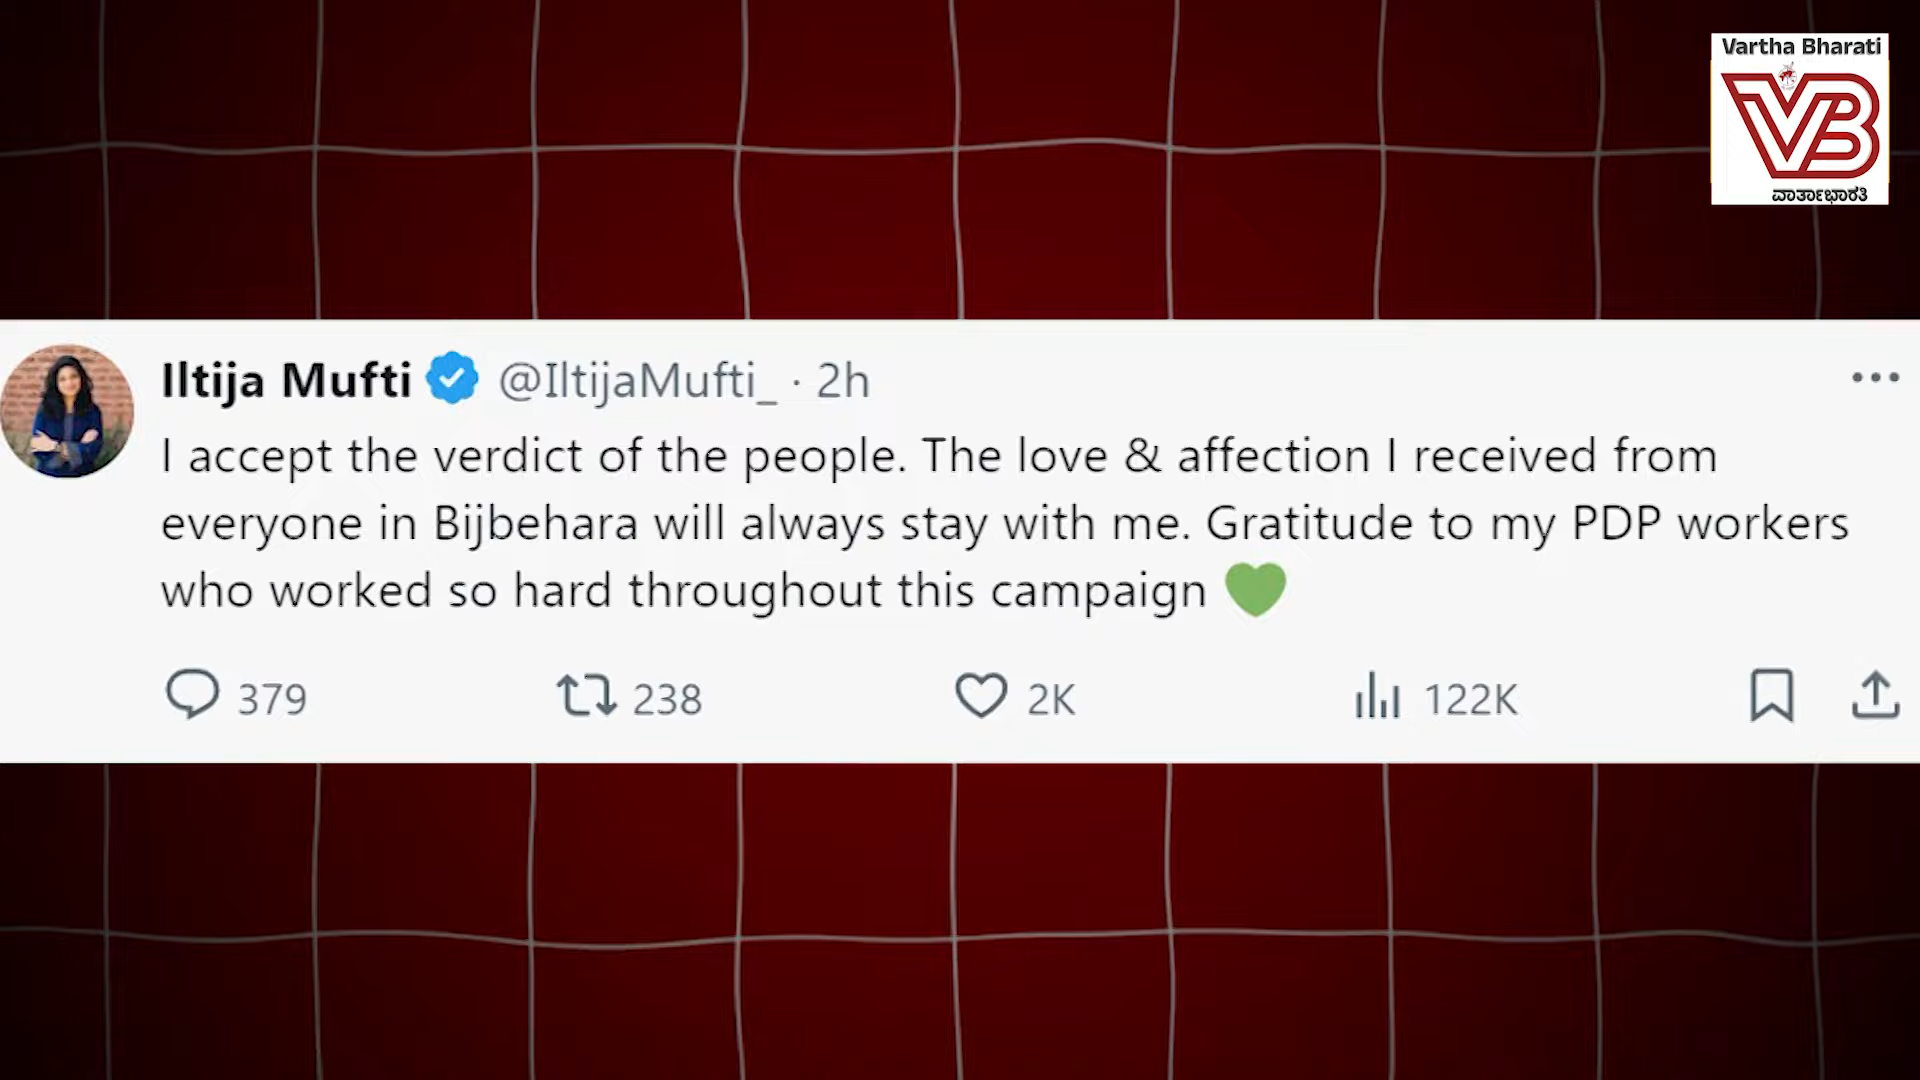 Vartha Bharati
VB
ವಾರ್ತಾಭಾರತಿ
Iltija Mufti @IltijaMufti_ · 2h
I accept the verdict of the people. The love & affection I received from
everyone in Bijbehara will always stay with me. Gratitude to my PDP workers
who worked so hard throughout this campaign 💚
379 238 2K 122K